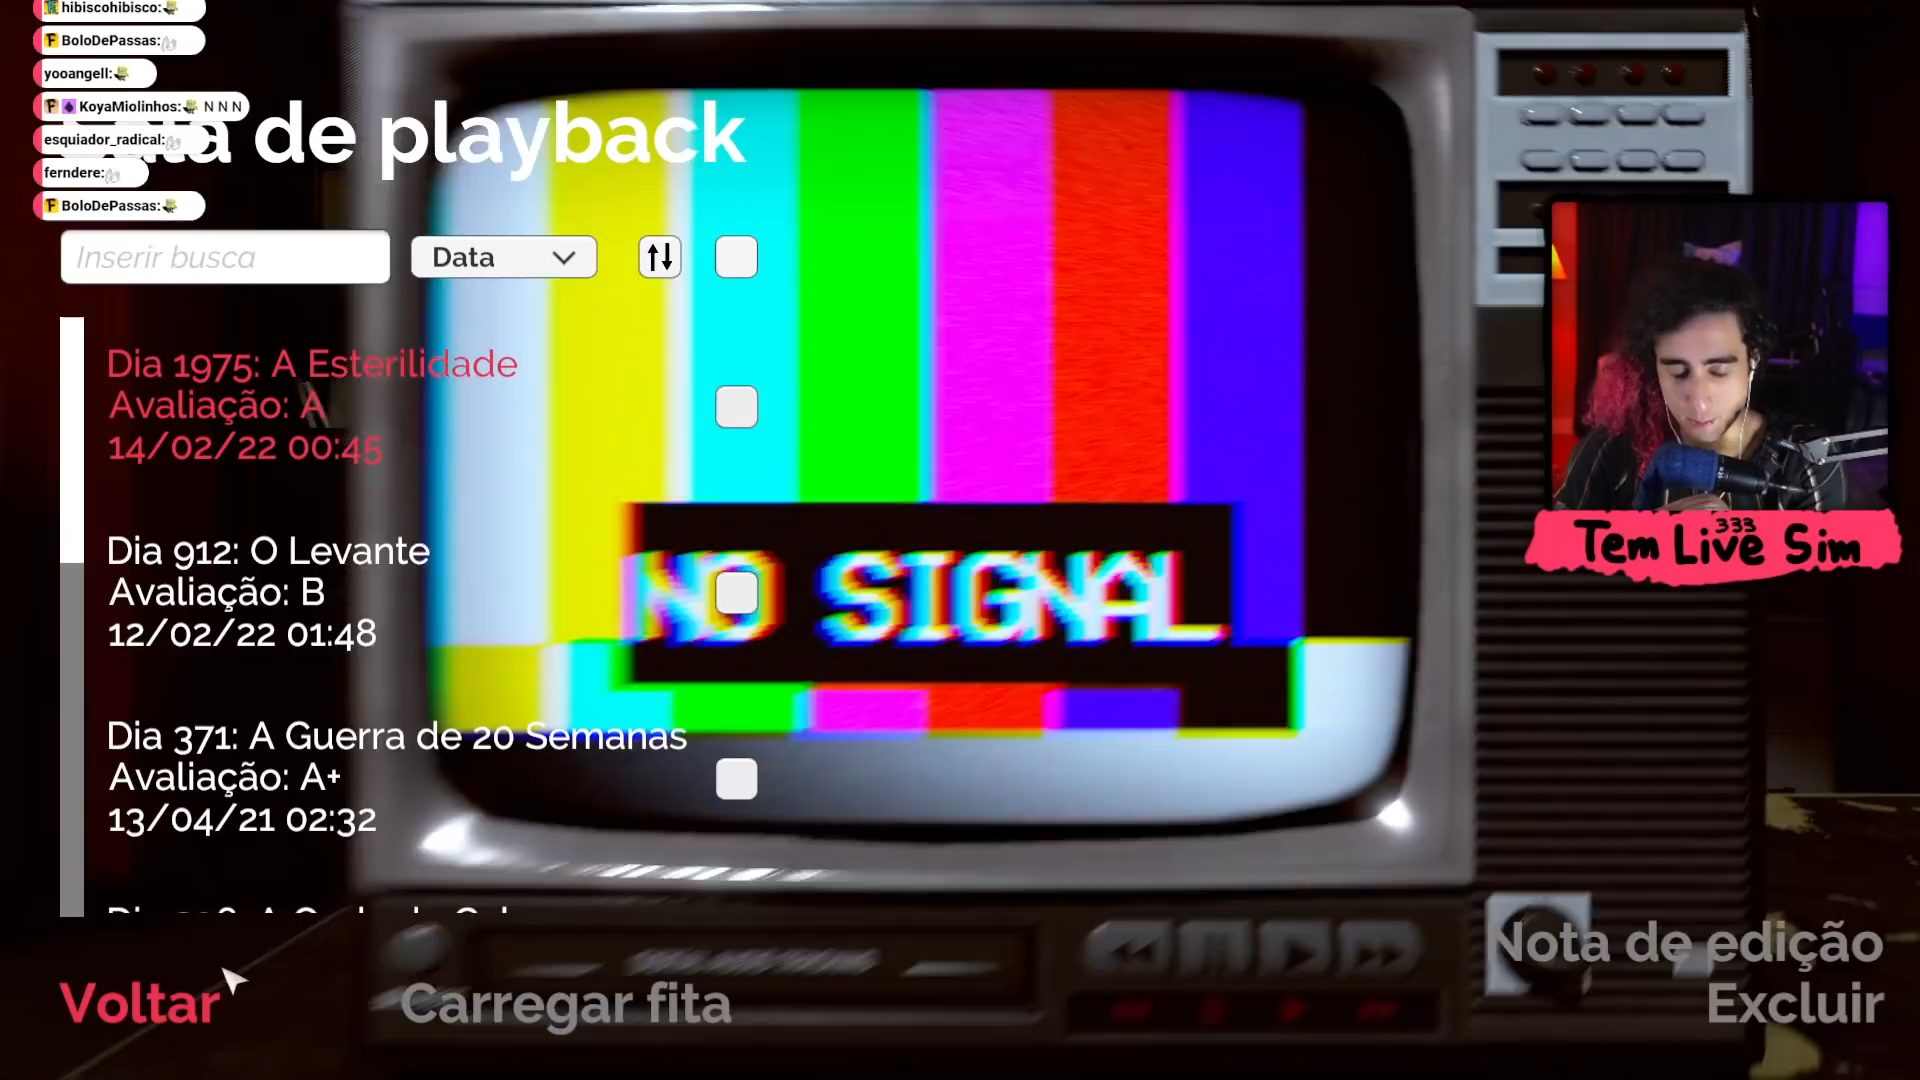 hibiscohibisco:
BoloDePassas:
yooangell:
KoyaMiolinhos: N N N
esquiador_radical:
ferndere:
BoloDePassas:
de playback
Inserir busca
Data
Dia 1975: A Esterilidade
Avaliação: A
14/02/22 00:45
Dia 912: O Levante
Avaliação: B
12/02/22 01:48
Dia 371: A Guerra de 20 Semanas
Avaliação: A+
13/04/21 02:32
NO SIGNAL
333
Tem Live Sim
Voltar
Carregar fita
Nota de edição
Excluir